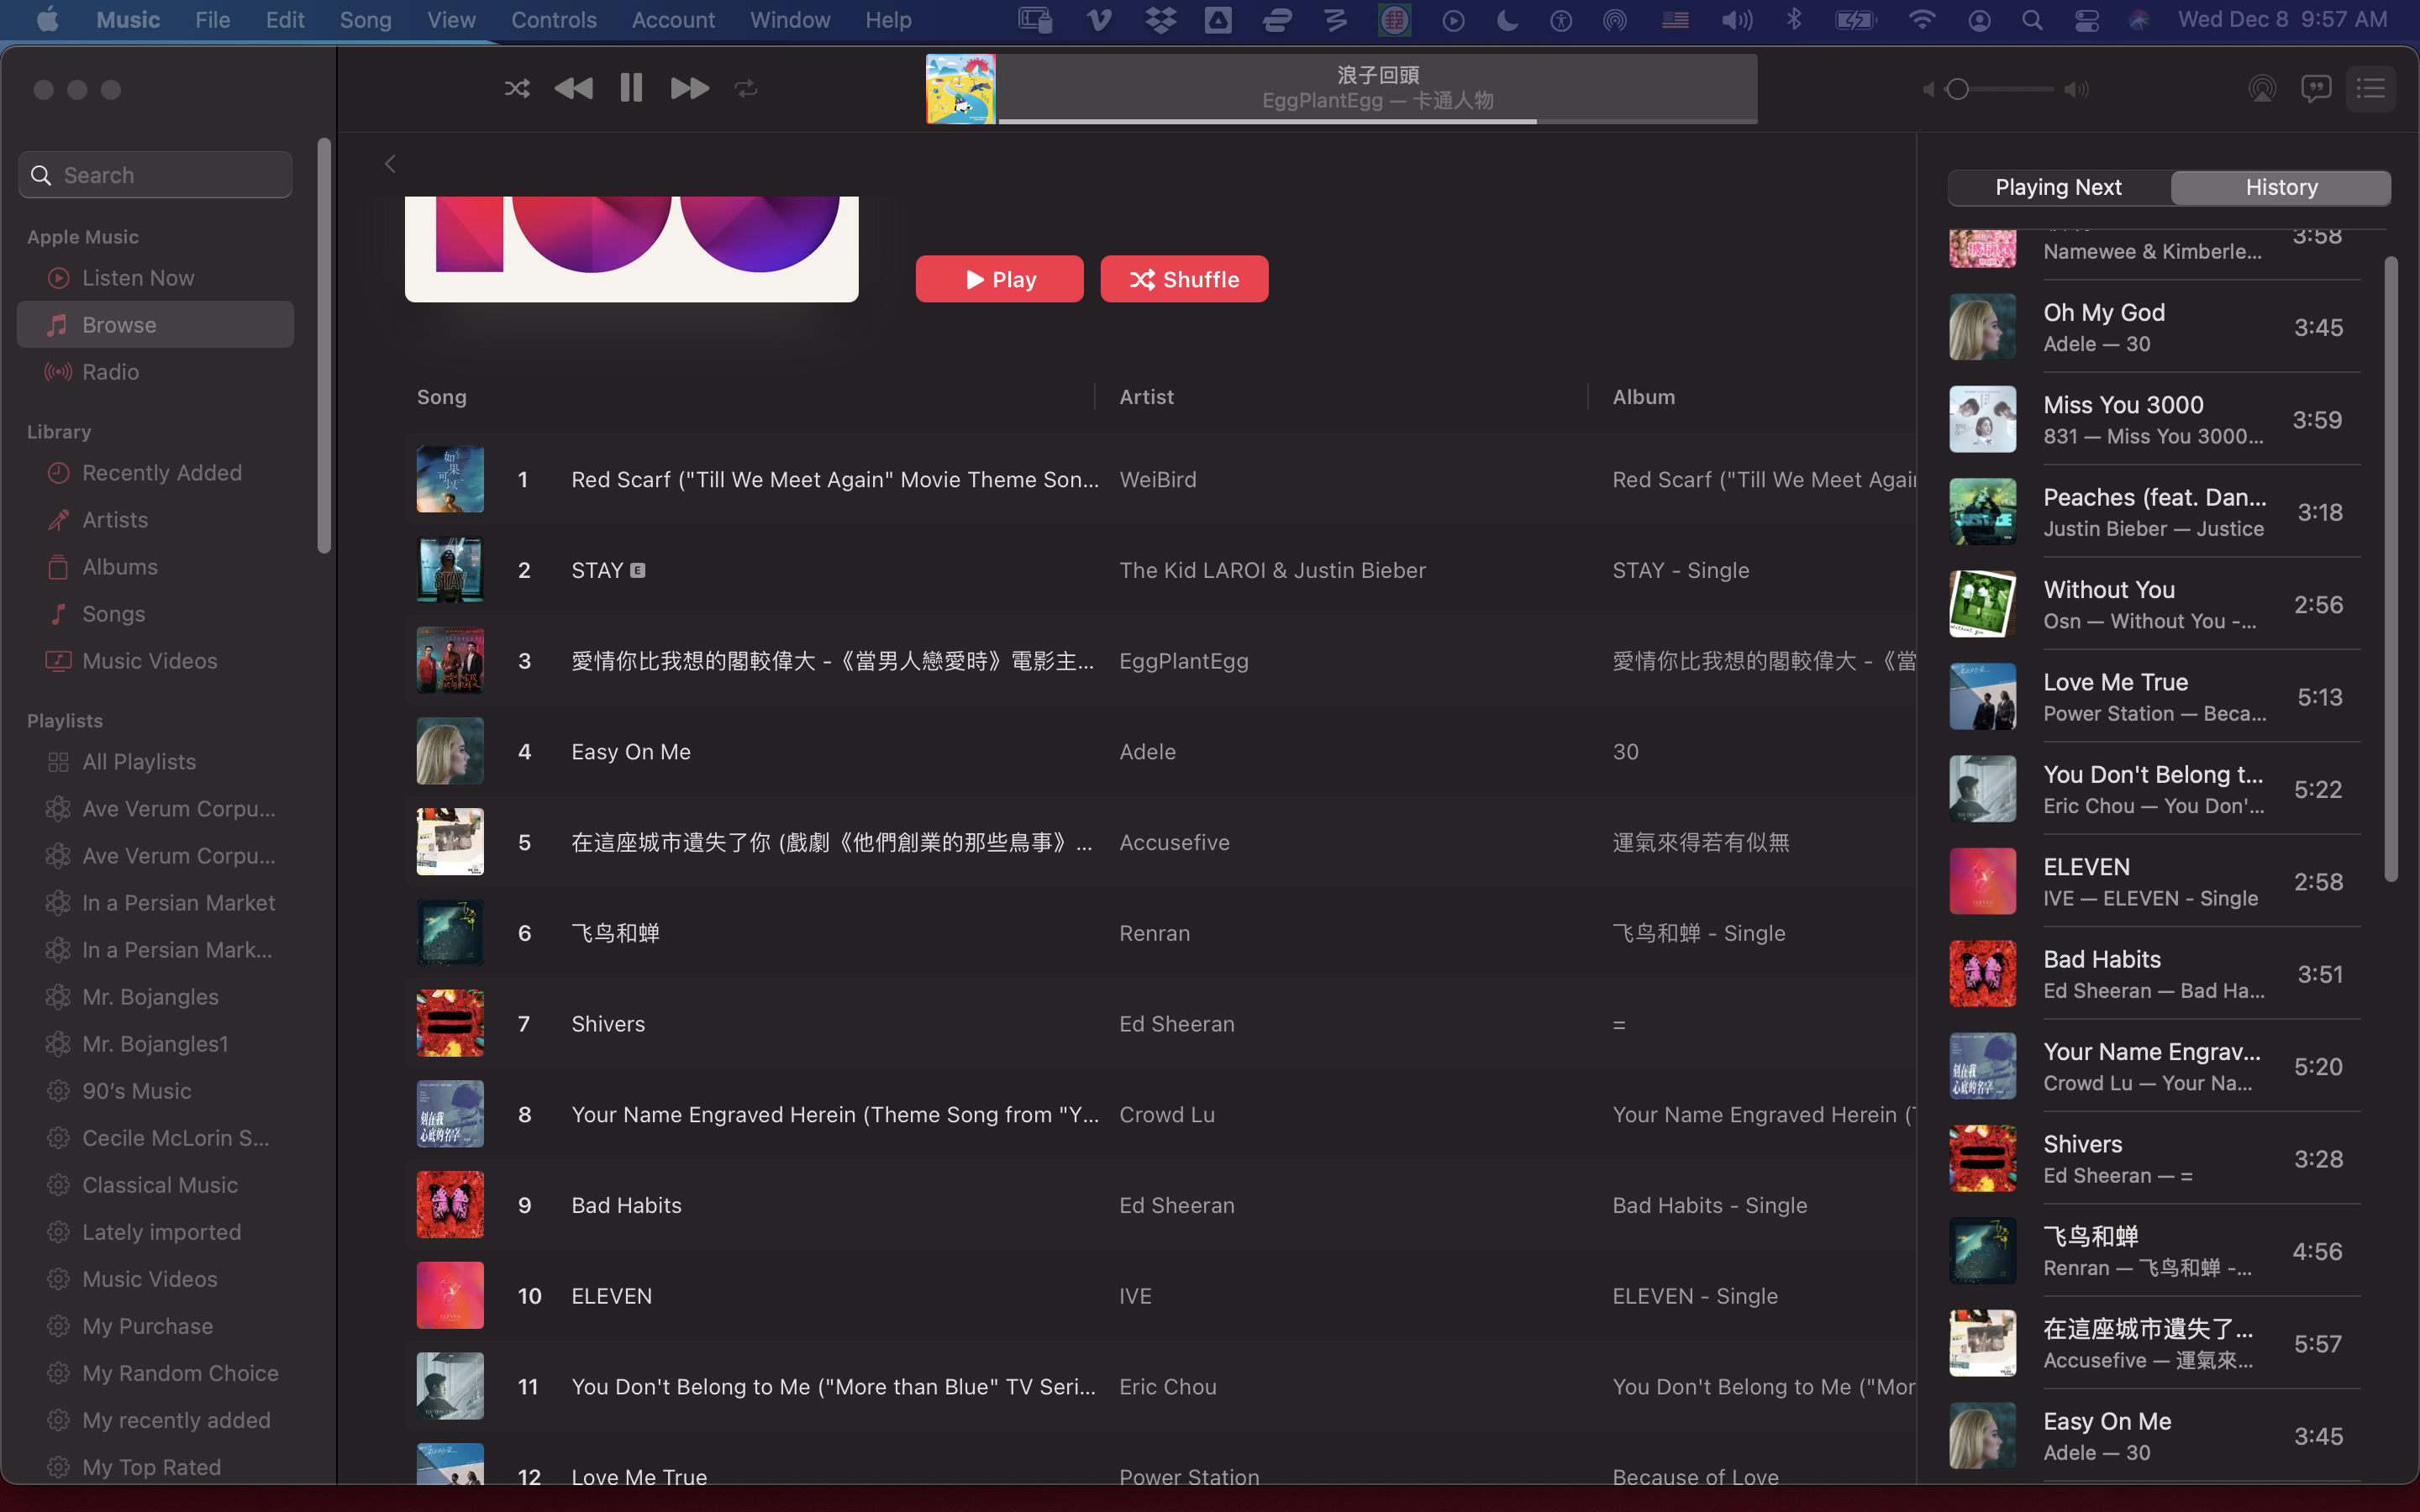 Music File Edit Song View Controls Account Window Help Wed Dec 8 9:57 AM
浪子回頭
EggPlantEgg — 卡通人物
Search
Apple Music
Listen Now
Browse
Radio
Library
Recently Added
Artists
Albums
Songs
Music Videos
Playlists
All Playlists
Ave Verum Corpu...
Ave Verum Corpu...
In a Persian Market
In a Persian Mark...
Mr. Bojangles
Mr. Bojangles1
90's Music
Cecile McLorin S...
Classical Music
Lately imported
Music Videos
My Purchase
My Random Choice
My recently added
My Top Rated
Play Shuffle
Song Artist Album
1 Red Scarf ("Till We Meet Again" Movie Theme Son... WeiBird Red Scarf ("Till We Meet Again
2 STAY E The Kid LAROI & Justin Bieber STAY - Single
3 愛情你比我想的閣較偉大 -《當男人戀愛時》電影主... EggPlantEgg 愛情你比我想的閣較偉大 -《當
4 Easy On Me Adele 30
5 在這座城市遺失了你 (戲劇《他們創業的那些鳥事》... Accusefive 運氣來得若有似無
6 飞鸟和蝉 Renran 飞鸟和蝉 - Single
7 Shivers Ed Sheeran =
8 Your Name Engraved Herein (Theme Song from "Y... Crowd Lu Your Name Engraved Herein (T
9 Bad Habits Ed Sheeran Bad Habits - Single
10 ELEVEN IVE ELEVEN - Single
11 You Don't Belong to Me ("More than Blue" TV Seri... Eric Chou You Don't Belong to Me ("Mor
12 Love Me True Power Station Because of Love
Playing Next History
3:58
Namewee & Kimberle...
Oh My God 3:45
Adele — 30
Miss You 3000 3:59
831 — Miss You 3000...
Peaches (feat. Dan... 3:18
Justin Bieber — Justice
Without You 2:56
Osn — Without You -...
Love Me True 5:13
Power Station — Beca...
You Don't Belong t... 5:22
Eric Chou — You Don'...
ELEVEN 2:58
IVE — ELEVEN - Single
Bad Habits 3:51
Ed Sheeran — Bad Ha...
Your Name Engrav... 5:20
Crowd Lu — Your Na...
Shivers 3:28
Ed Sheeran — =
飞鸟和蝉 4:56
Renran — 飞鸟和蝉 -...
在這座城市遺失了... 5:57
Accusefive — 運氣來...
Easy On Me 3:45
Adele — 30